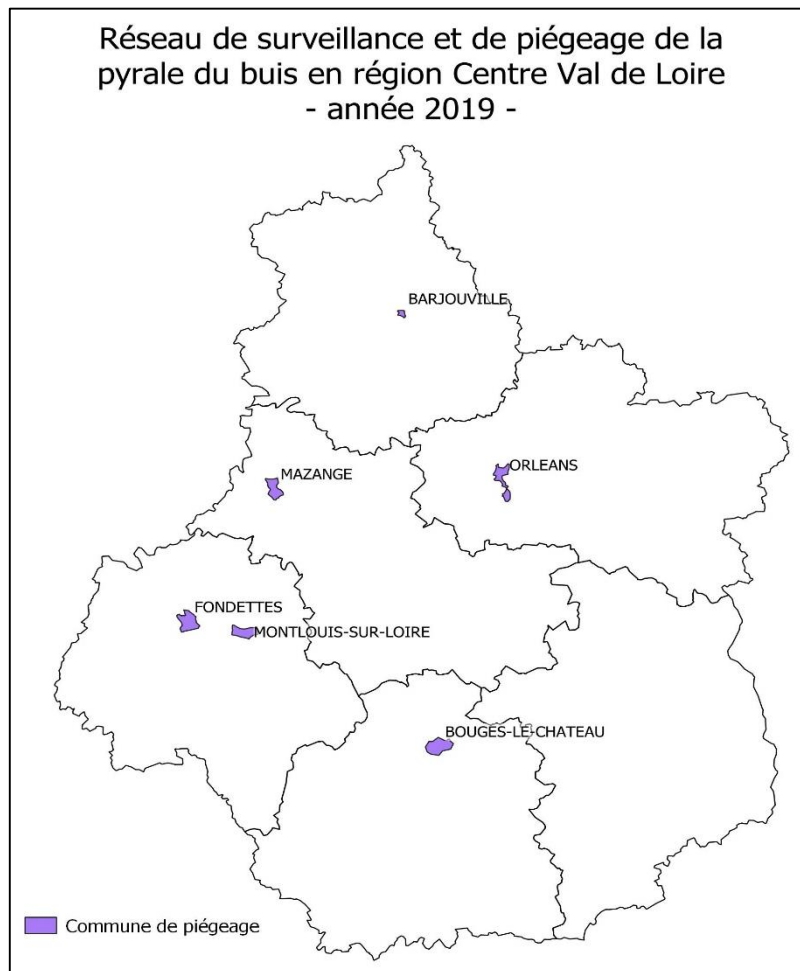 Réseau de surveillance et de piégeage de la
pyrale du buis en région Centre Val de Loire
- année 2019 -
BARJOUVILLE
MAZANGE
ORLEANS
FONDETTES
MONTLOUIS-SUR-LOIRE
BOUGES-LE-CHATEAU
Commune de piégeage